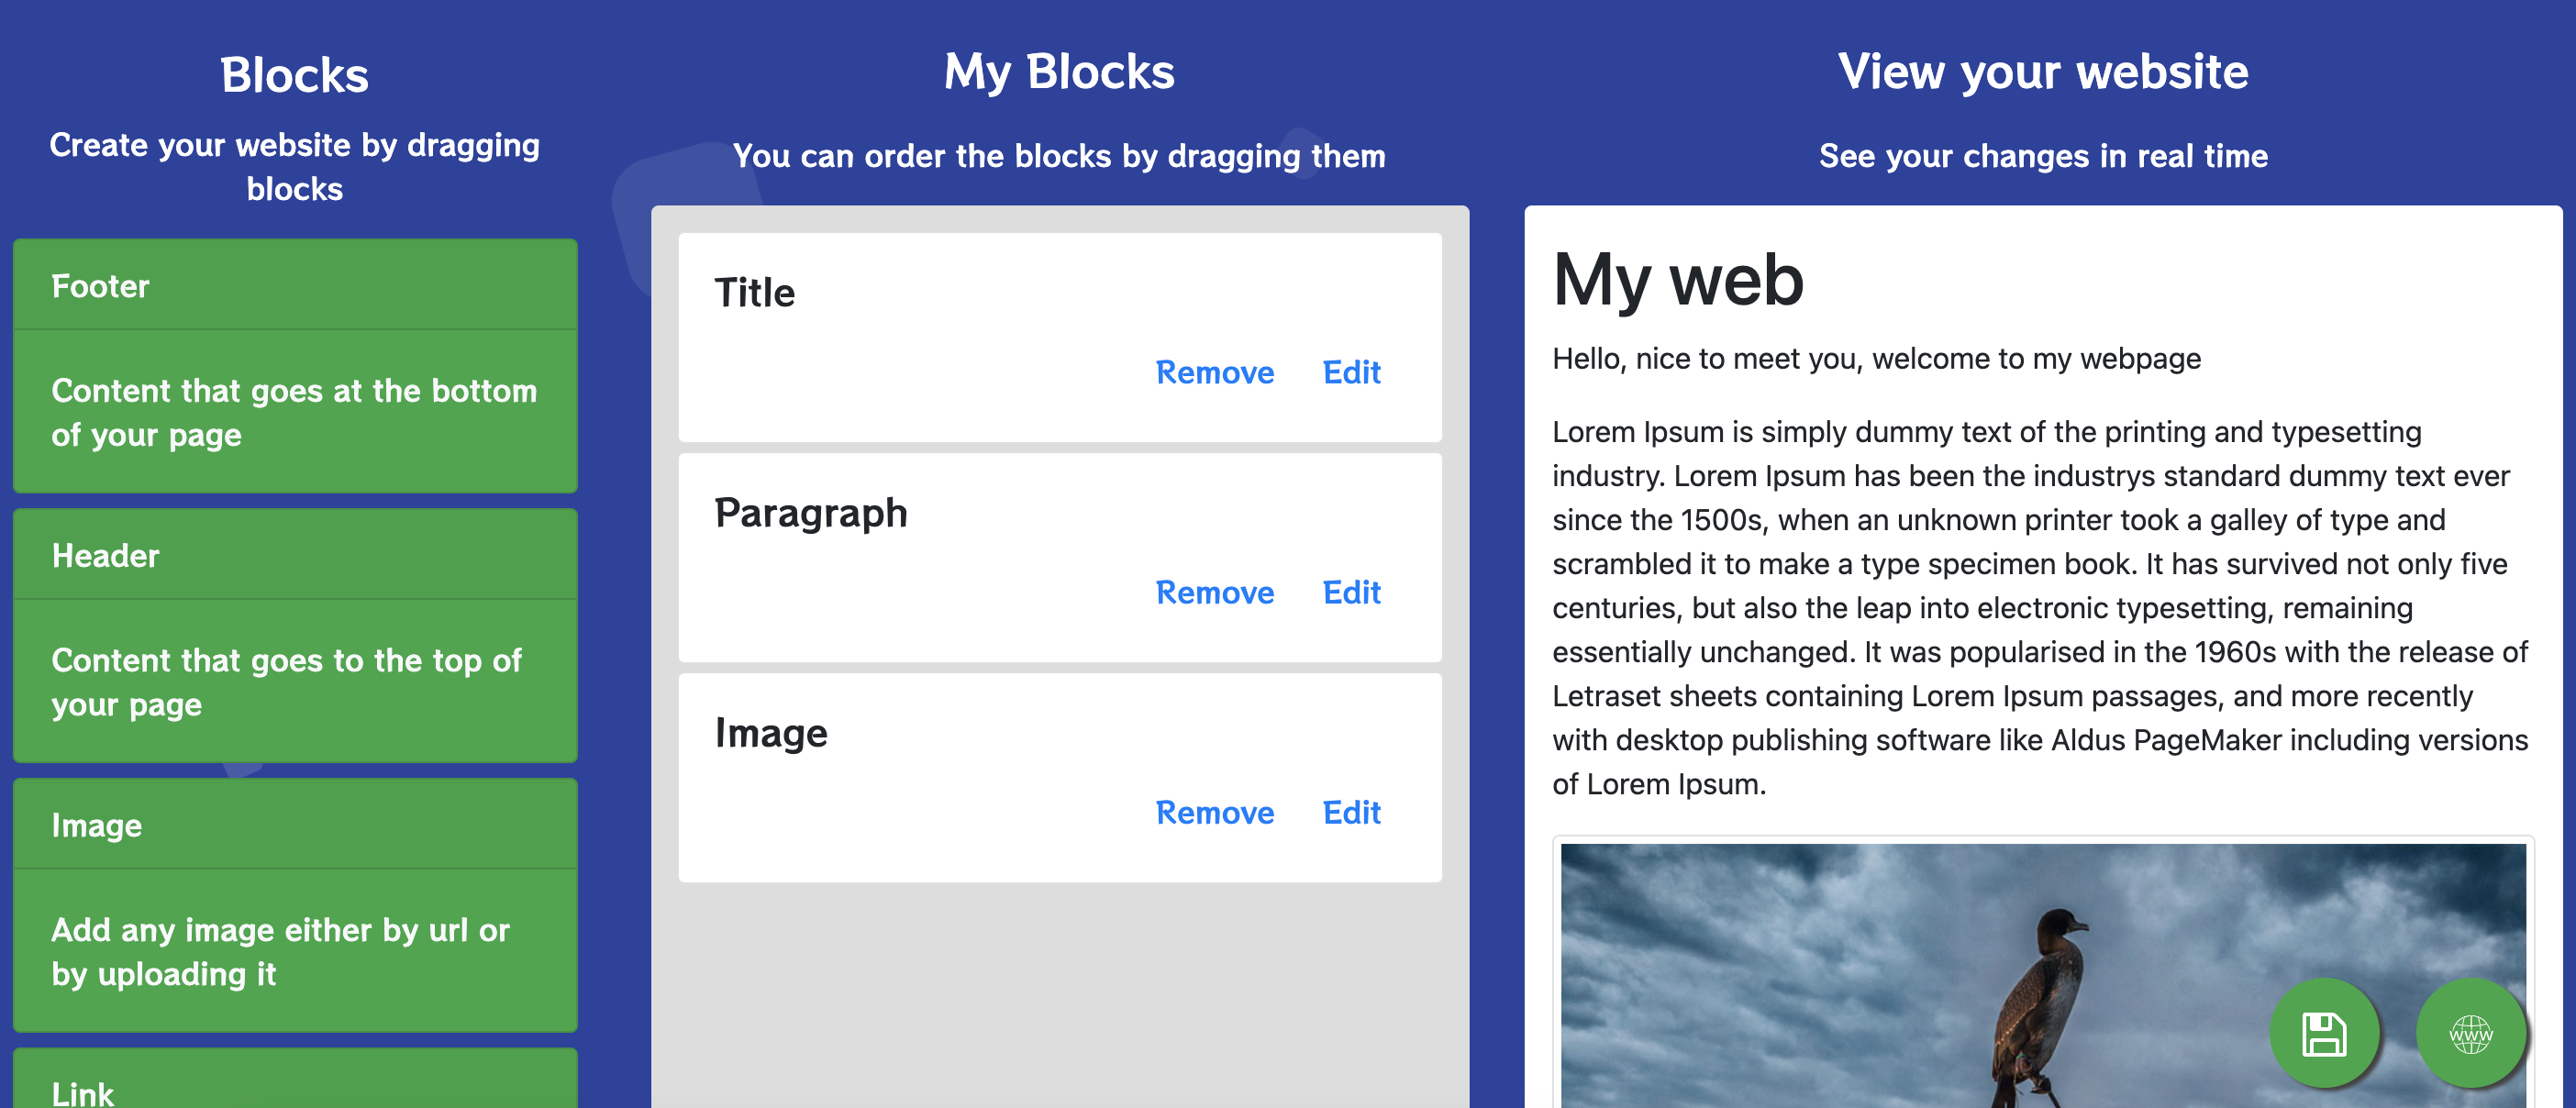 Blocks
Create your website by dragging
blocks
Footer
Content that goes at the bottom
of your page
Header
Content that goes to the top of
your page
Image
Add any image either by url or
by uploading it
Link
My Blocks
You can order the blocks by dragging them
Title
Remove Edit
Paragraph
Remove Edit
Image
Remove Edit
View your website
See your changes in real time
My web
Hello, nice to meet you, welcome to my webpage
Lorem Ipsum is simply dummy text of the printing and typesetting
industry. Lorem Ipsum has been the industrys standard dummy text ever
since the 1500s, when an unknown printer took a galley of type and
scrambled it to make a type specimen book. It has survived not only five
centuries, but also the leap into electronic typesetting, remaining
essentially unchanged. It was popularised in the 1960s with the release of
Letraset sheets containing Lorem Ipsum passages, and more recently
with desktop publishing software like Aldus PageMaker including versions
of Lorem Ipsum.
WWW